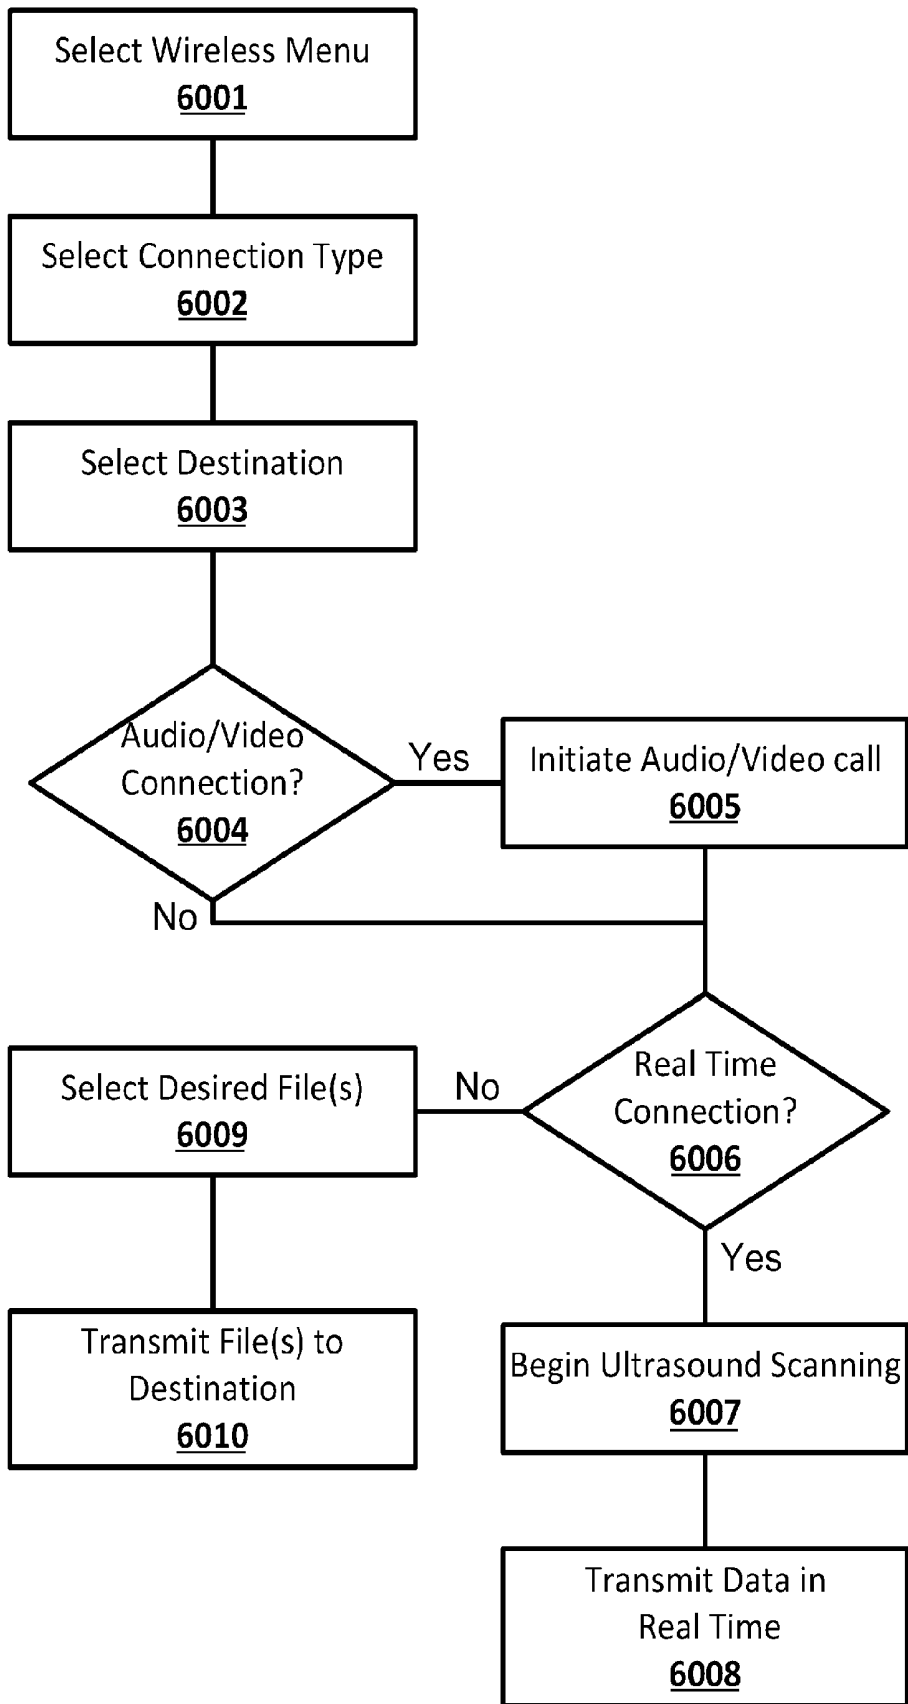 Select Wireless Menu
6001
Select Connection Type
6002
Select Destination
6003
Audio/Video
Connection?
6004
Yes
No
Initiate Audio/Video call
6005
Real Time
Connection?
6006
No
Yes
Select Desired File(s)
6009
Transmit File(s) to
Destination
6010
Begin Ultrasound Scanning
6007
Transmit Data in
Real Time
6008